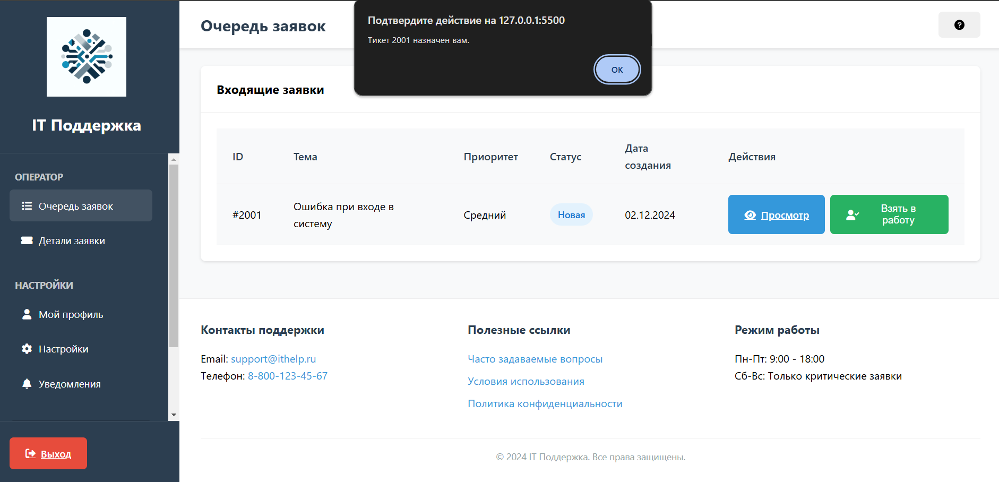 Подтвердите действие на 127.0.0.1:5500
Тикет 2001 назначен вам.
ОК
IT Поддержка
ОПЕРАТОР
Очередь заявок
Детали заявки
НАСТРОЙКИ
Мой профиль
Настройки
Уведомления
Выход
Очередь заявок
Входящие заявки
ID
Тема
Приоритет
Статус
Дата
создания
Действия
#2001
Ошибка при входе в
систему
Средний
Новая
02.12.2024
Просмотр
Взять в
работу
Контакты поддержки
Email: support@ithelp.ru
Телефон: 8-800-123-45-67
Полезные ссылки
Часто задаваемые вопросы
Условия использования
Политика конфиденциальности
Режим работы
Пн-Пт: 9:00 - 18:00
Сб-Вс: Только критические заявки
© 2024 IT Поддержка. Все права защищены.